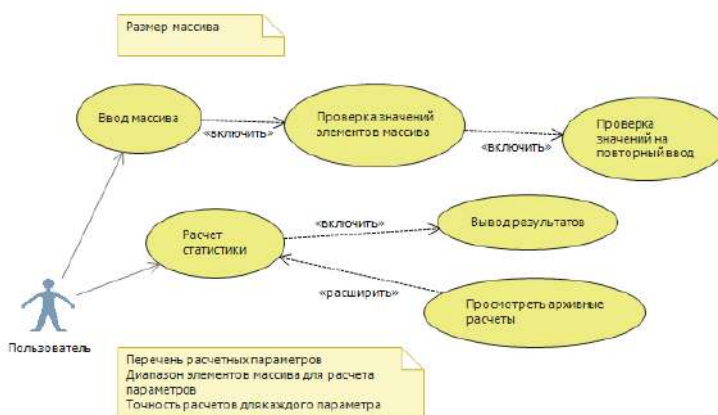 Размер массива
Ввод массива
«включить»
Проверка значений
элементов массива
«включить»
Проверка
значений на
повторный ввод
Расчет
статистики
«включить»
Вывод результатов
«расширить»
Просмотреть архивные
расчеты
Пользователь
Перечень расчетных параметров
Диапазон элементов массива для расчета
параметров
Точность расчетов для каждого параметра